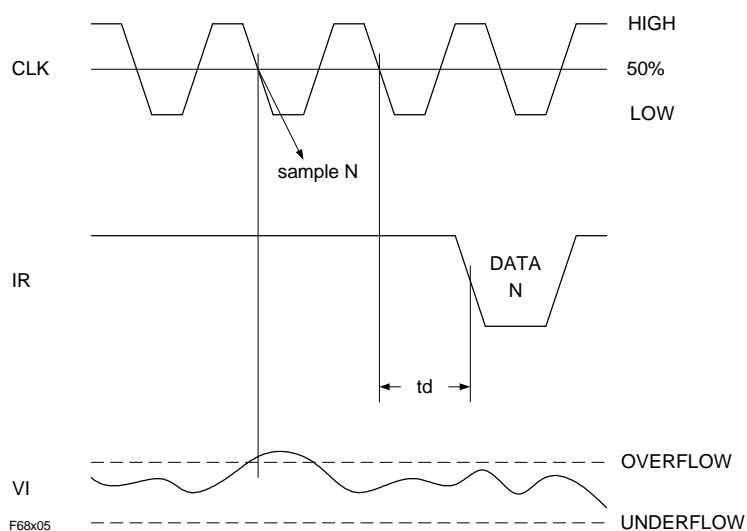 HIGH
CLK
50%
LOW
sample N
IR
DATA
N
td
OVERFLOW
VI
UNDERFLOW
F68x05